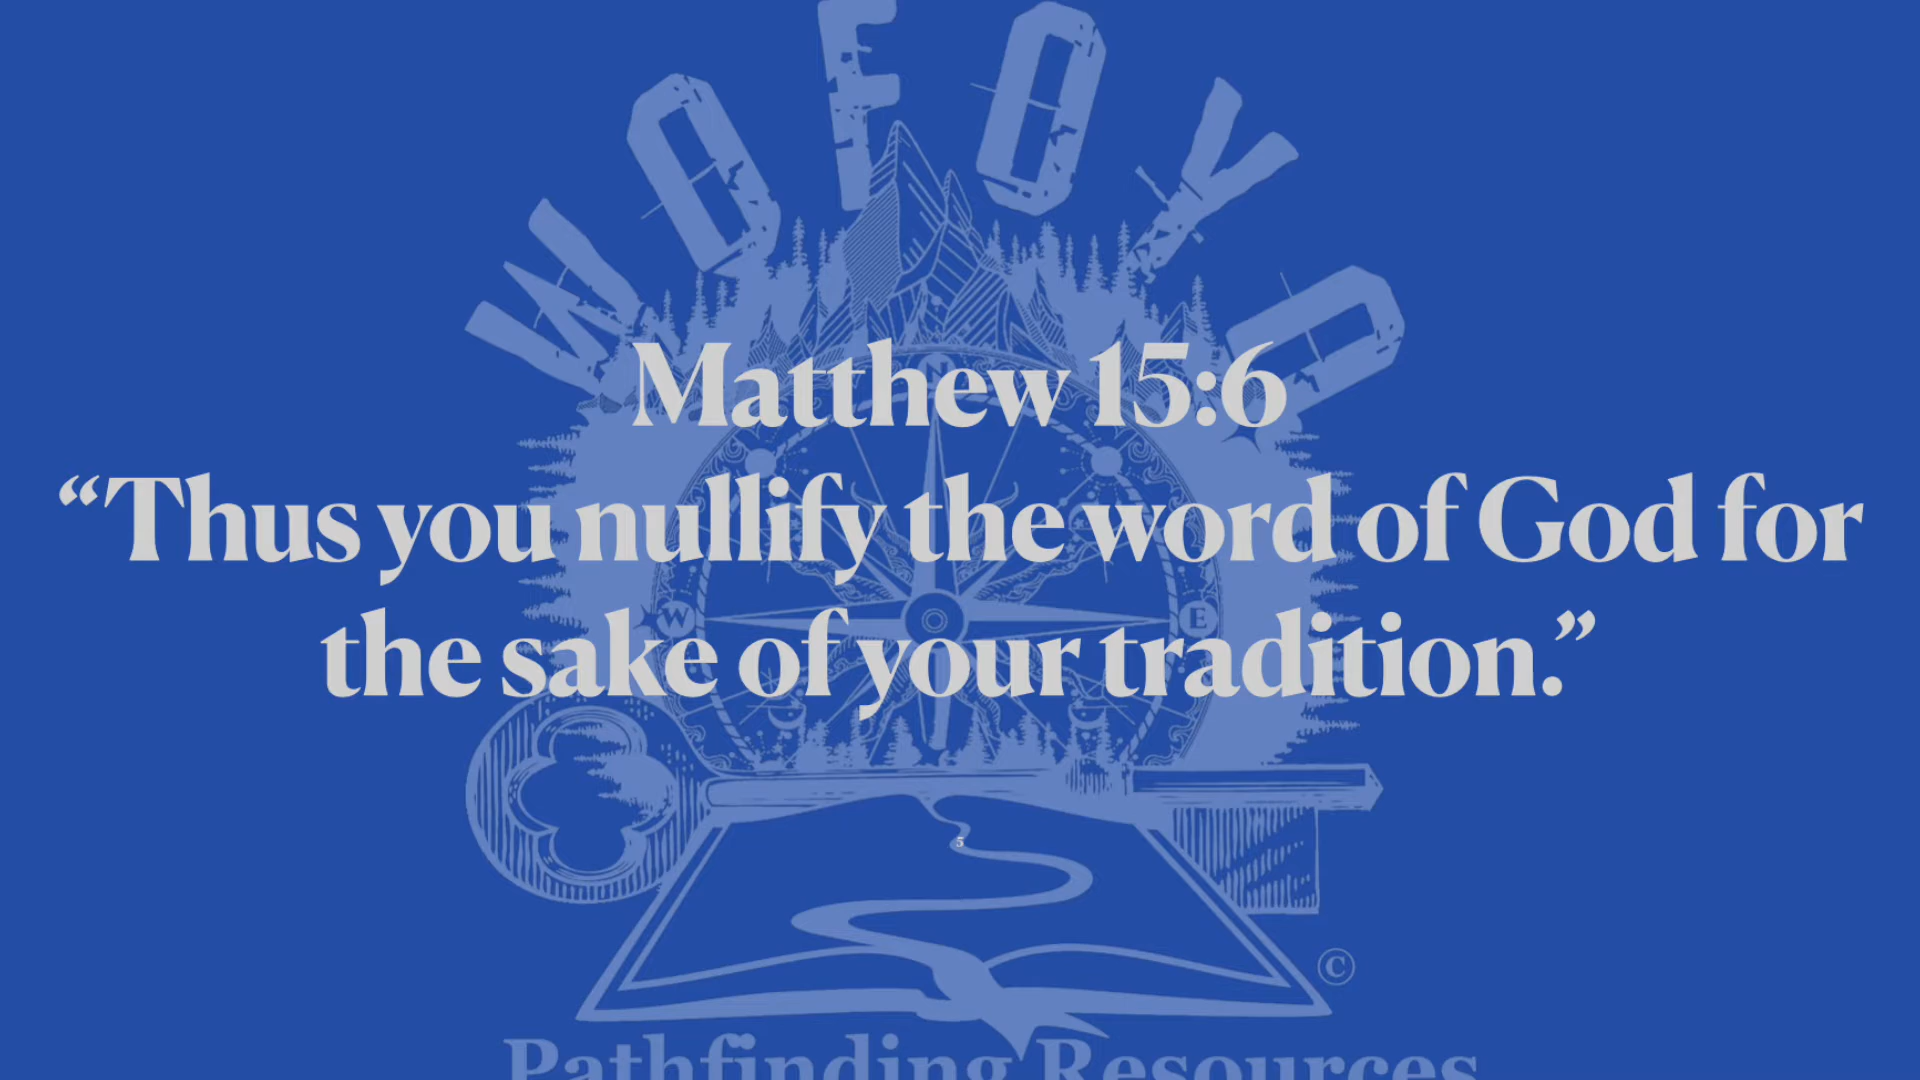 WOFOYO
Matthew 15:6
“Thus you nullify the word of God for
the sake of your tradition.”
N
W
E
5
©
Pathfinding Resources